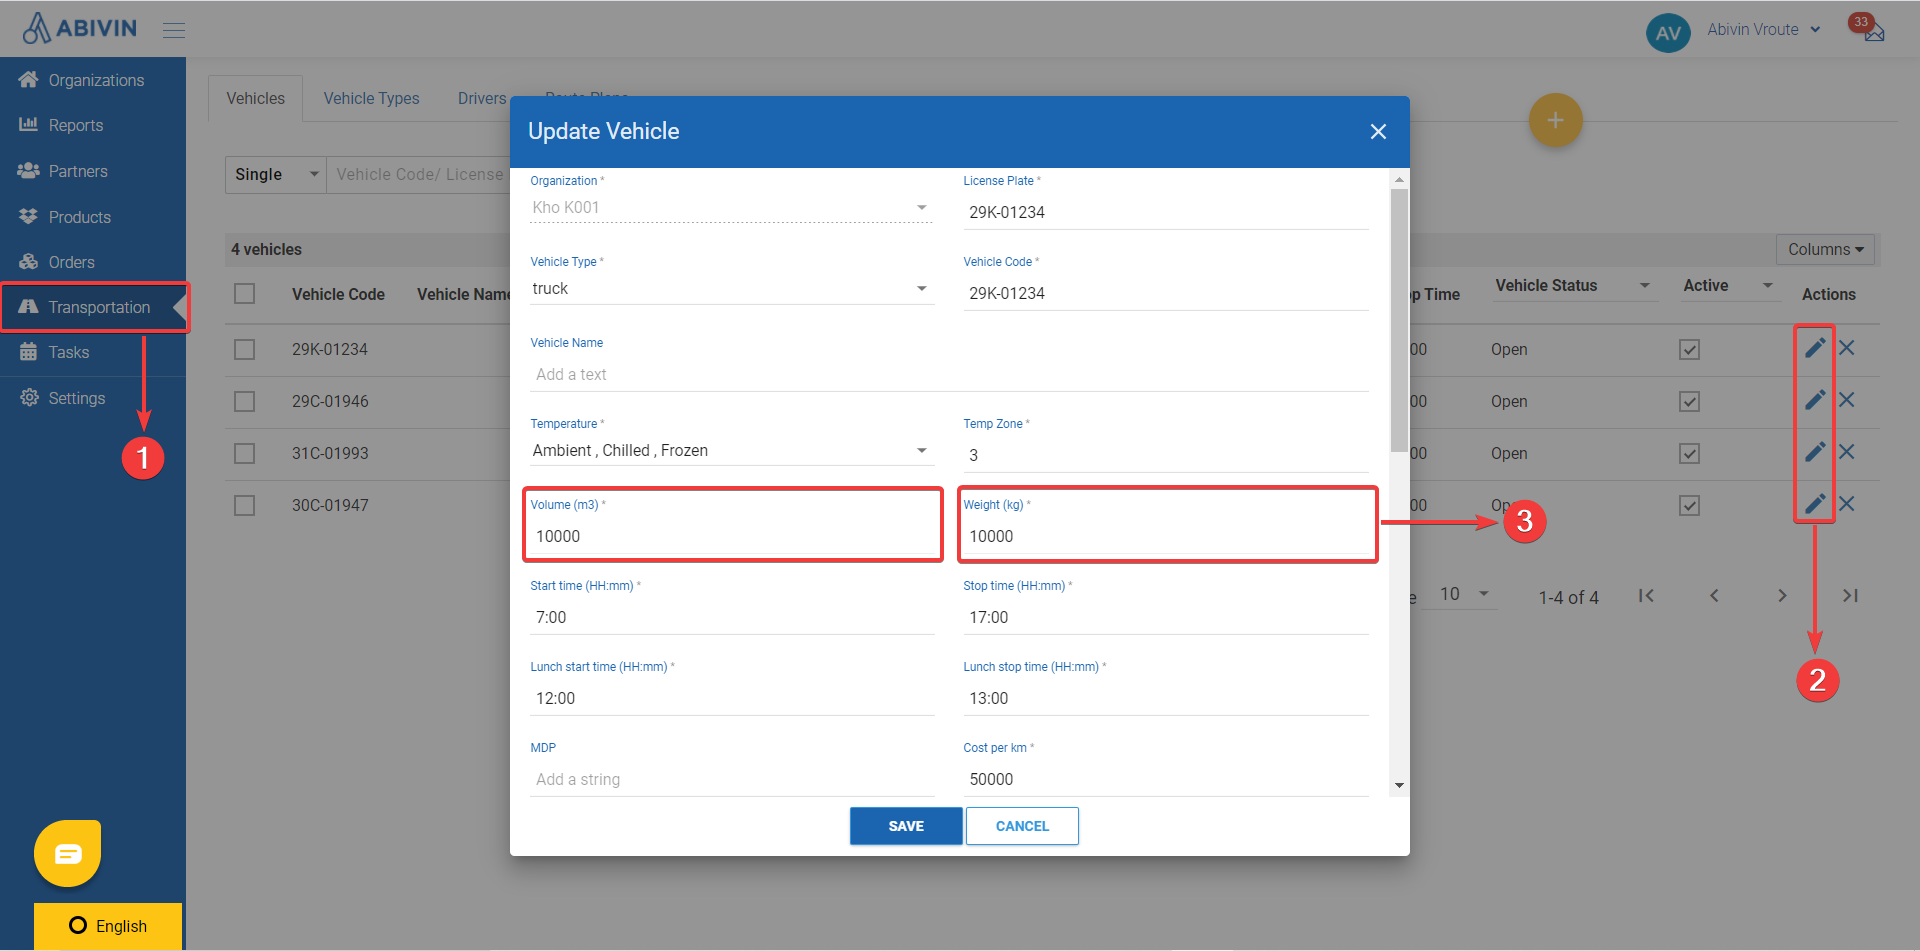 ABIVIN
AV
Abivin Vroute
33
Organizations
Reports
Partners
Products
Orders
Transportation
Tasks
Settings
1
English
Vehicles
Vehicle Types
Drivers
Route Plans
+
Single
Vehicle Code/ License
4 vehicles
Columns
Vehicle Code
Vehicle Name
p Time
Vehicle Status
Active
Actions
29K-01234
00
Open
29C-01946
00
Open
31C-01993
00
Open
30C-01947
00
Op
e
10
1-4 of 4
2
3
Update Vehicle
Organization *
Kho K001
License Plate *
29K-01234
Vehicle Type *
truck
Vehicle Code *
29K-01234
Vehicle Name
Add a text
Temperature *
Ambient , Chilled , Frozen
Temp Zone *
3
Volume (m3) *
10000
Weight (kg) *
10000
Start time (HH:mm) *
7:00
Stop time (HH:mm) *
17:00
Lunch start time (HH:mm) *
12:00
Lunch stop time (HH:mm) *
13:00
MDP
Add a string
Cost per km *
50000
SAVE
CANCEL